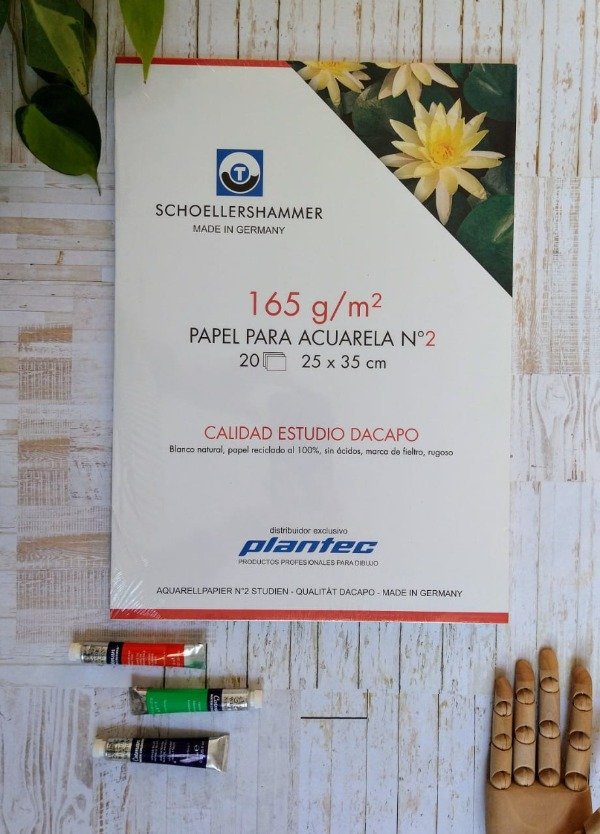 T
SCHOELLERSHAMMER
MADE IN GERMANY
165 g/m²
PAPEL PARA ACUARELA N°2
20 25 x 35 cm
CALIDAD ESTUDIO DACAPO
Blanco natural, papel reciclado al 100%, sin ácidos, marca de fieltro, rugoso
distribuidor exclusivo
plantec
PRODUCTOS PROFESIONALES PARA DIBUJO
AQUARELLPAPIER N°2 STUDIEN - QUALITÄT DACAPO - MADE IN GERMANY